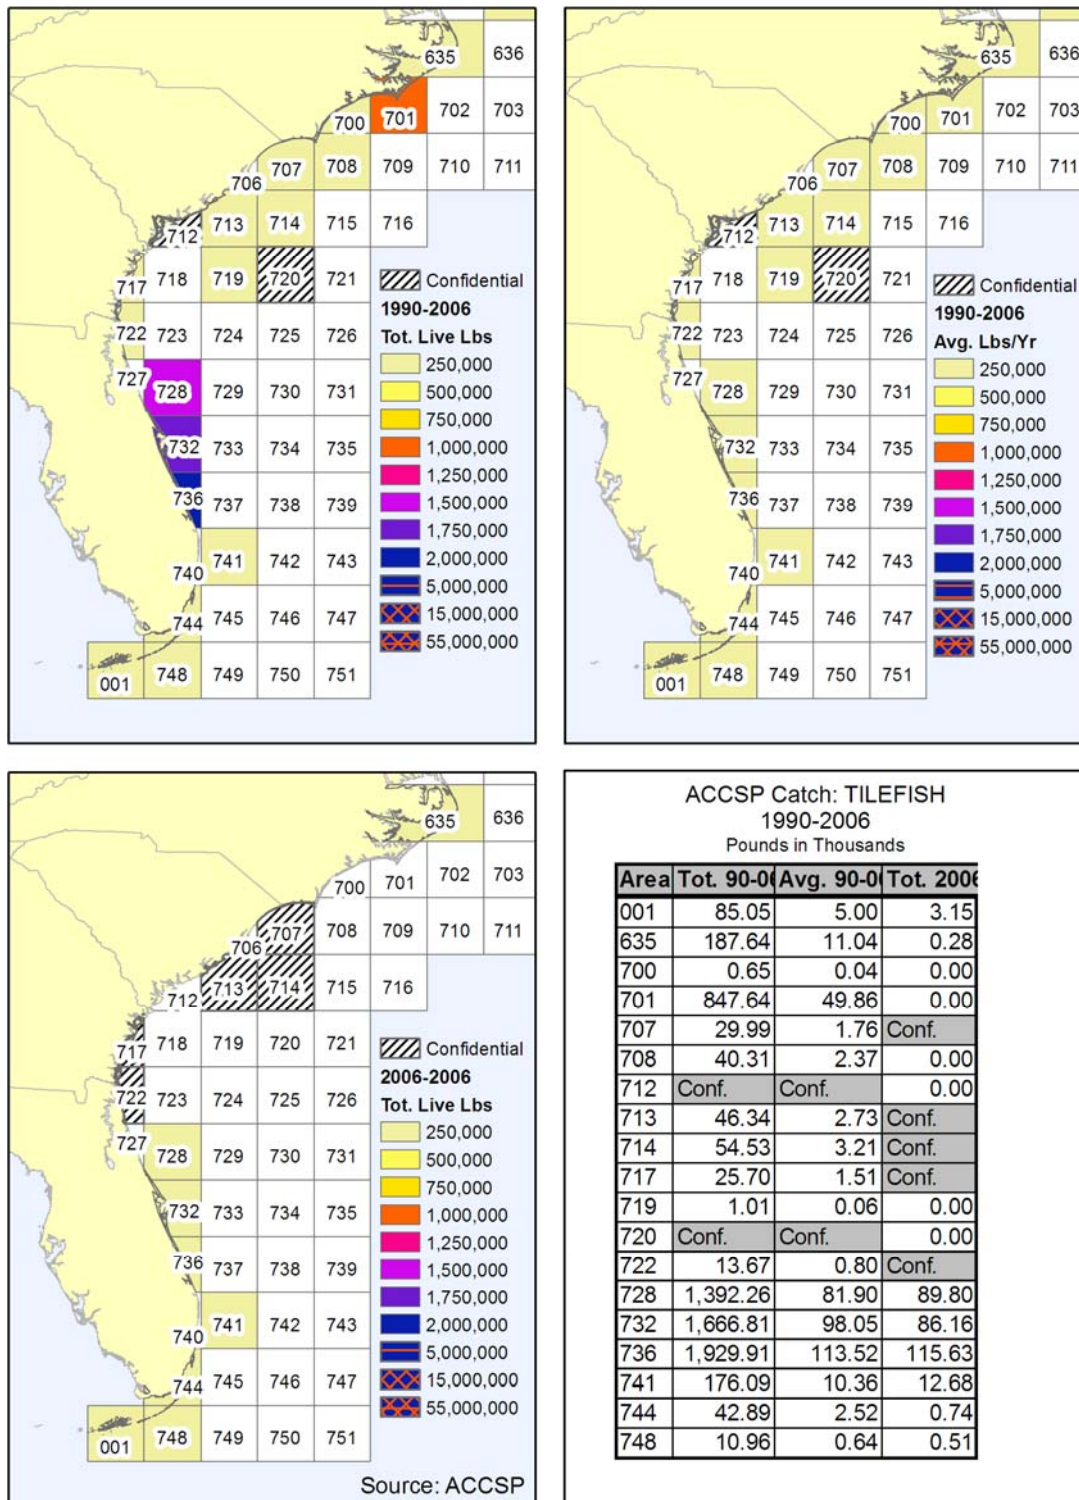 635 636
700 701 702 703
706 707 708 709 710 711
712 713 714 715 716
717 718 719 720 721
722 723 724 725 726
727 728 729 730 731
732 733 734 735
736 737 738 739
740 741 742 743
744 745 746 747
001 748 749 750 751
Confidential
1990-2006
Tot. Live Lbs
250,000
500,000
750,000
1,000,000
1,250,000
1,500,000
1,750,000
2,000,000
5,000,000
15,000,000
55,000,000
635 636
700 701 702 703
706 707 708 709 710 711
712 713 714 715 716
717 718 719 720 721
722 723 724 725 726
727 728 729 730 731
732 733 734 735
736 737 738 739
740 741 742 743
744 745 746 747
001 748 749 750 751
Confidential
1990-2006
Avg. Lbs/Yr
250,000
500,000
750,000
1,000,000
1,250,000
1,500,000
1,750,000
2,000,000
5,000,000
15,000,000
55,000,000
635 636
700 701 702 703
706 707 708 709 710 711
712 713 714 715 716
717 718 719 720 721
722 723 724 725 726
727 728 729 730 731
732 733 734 735
736 737 738 739
740 741 742 743
744 745 746 747
001 748 749 750 751
Confidential
2006-2006
Tot. Live Lbs
250,000
500,000
750,000
1,000,000
1,250,000
1,500,000
1,750,000
2,000,000
5,000,000
15,000,000
55,000,000
Source: ACCSP
ACCSP Catch: TILEFISH
1990-2006
Pounds in Thousands
Area Tot. 90-0 Avg. 90-0 Tot. 2006
001 85.05 5.00 3.15
635 187.64 11.04 0.28
700 0.65 0.04 0.00
701 847.64 49.86 0.00
707 29.99 1.76 Conf.
708 40.31 2.37 0.00
712 Conf. Conf. 0.00
713 46.34 2.73 Conf.
714 54.53 3.21 Conf.
717 25.70 1.51 Conf.
719 1.01 0.06 0.00
720 Conf. Conf. 0.00
722 13.67 0.80 Conf.
728 1,392.26 81.90 89.80
732 1,666.81 98.05 86.16
736 1,929.91 113.52 115.63
741 176.09 10.36 12.68
744 42.89 2.52 0.74
748 10.96 0.64 0.51